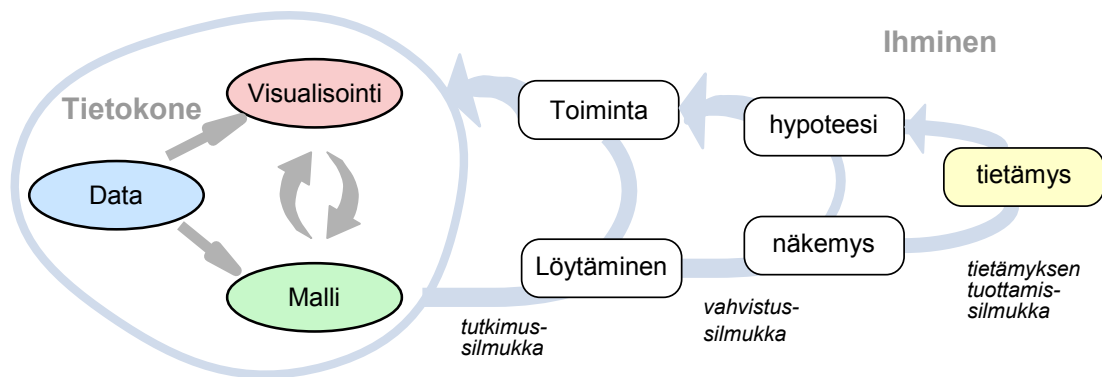 Ihminen
Tietokone
Visualisointi
Data
Malli
Toiminta
Löytäminen
hypoteesi
näkemys
tietämys
tutkimus-
silmukka
vahvistus-
silmukka
tietämyksen
tuottamis-
silmukka